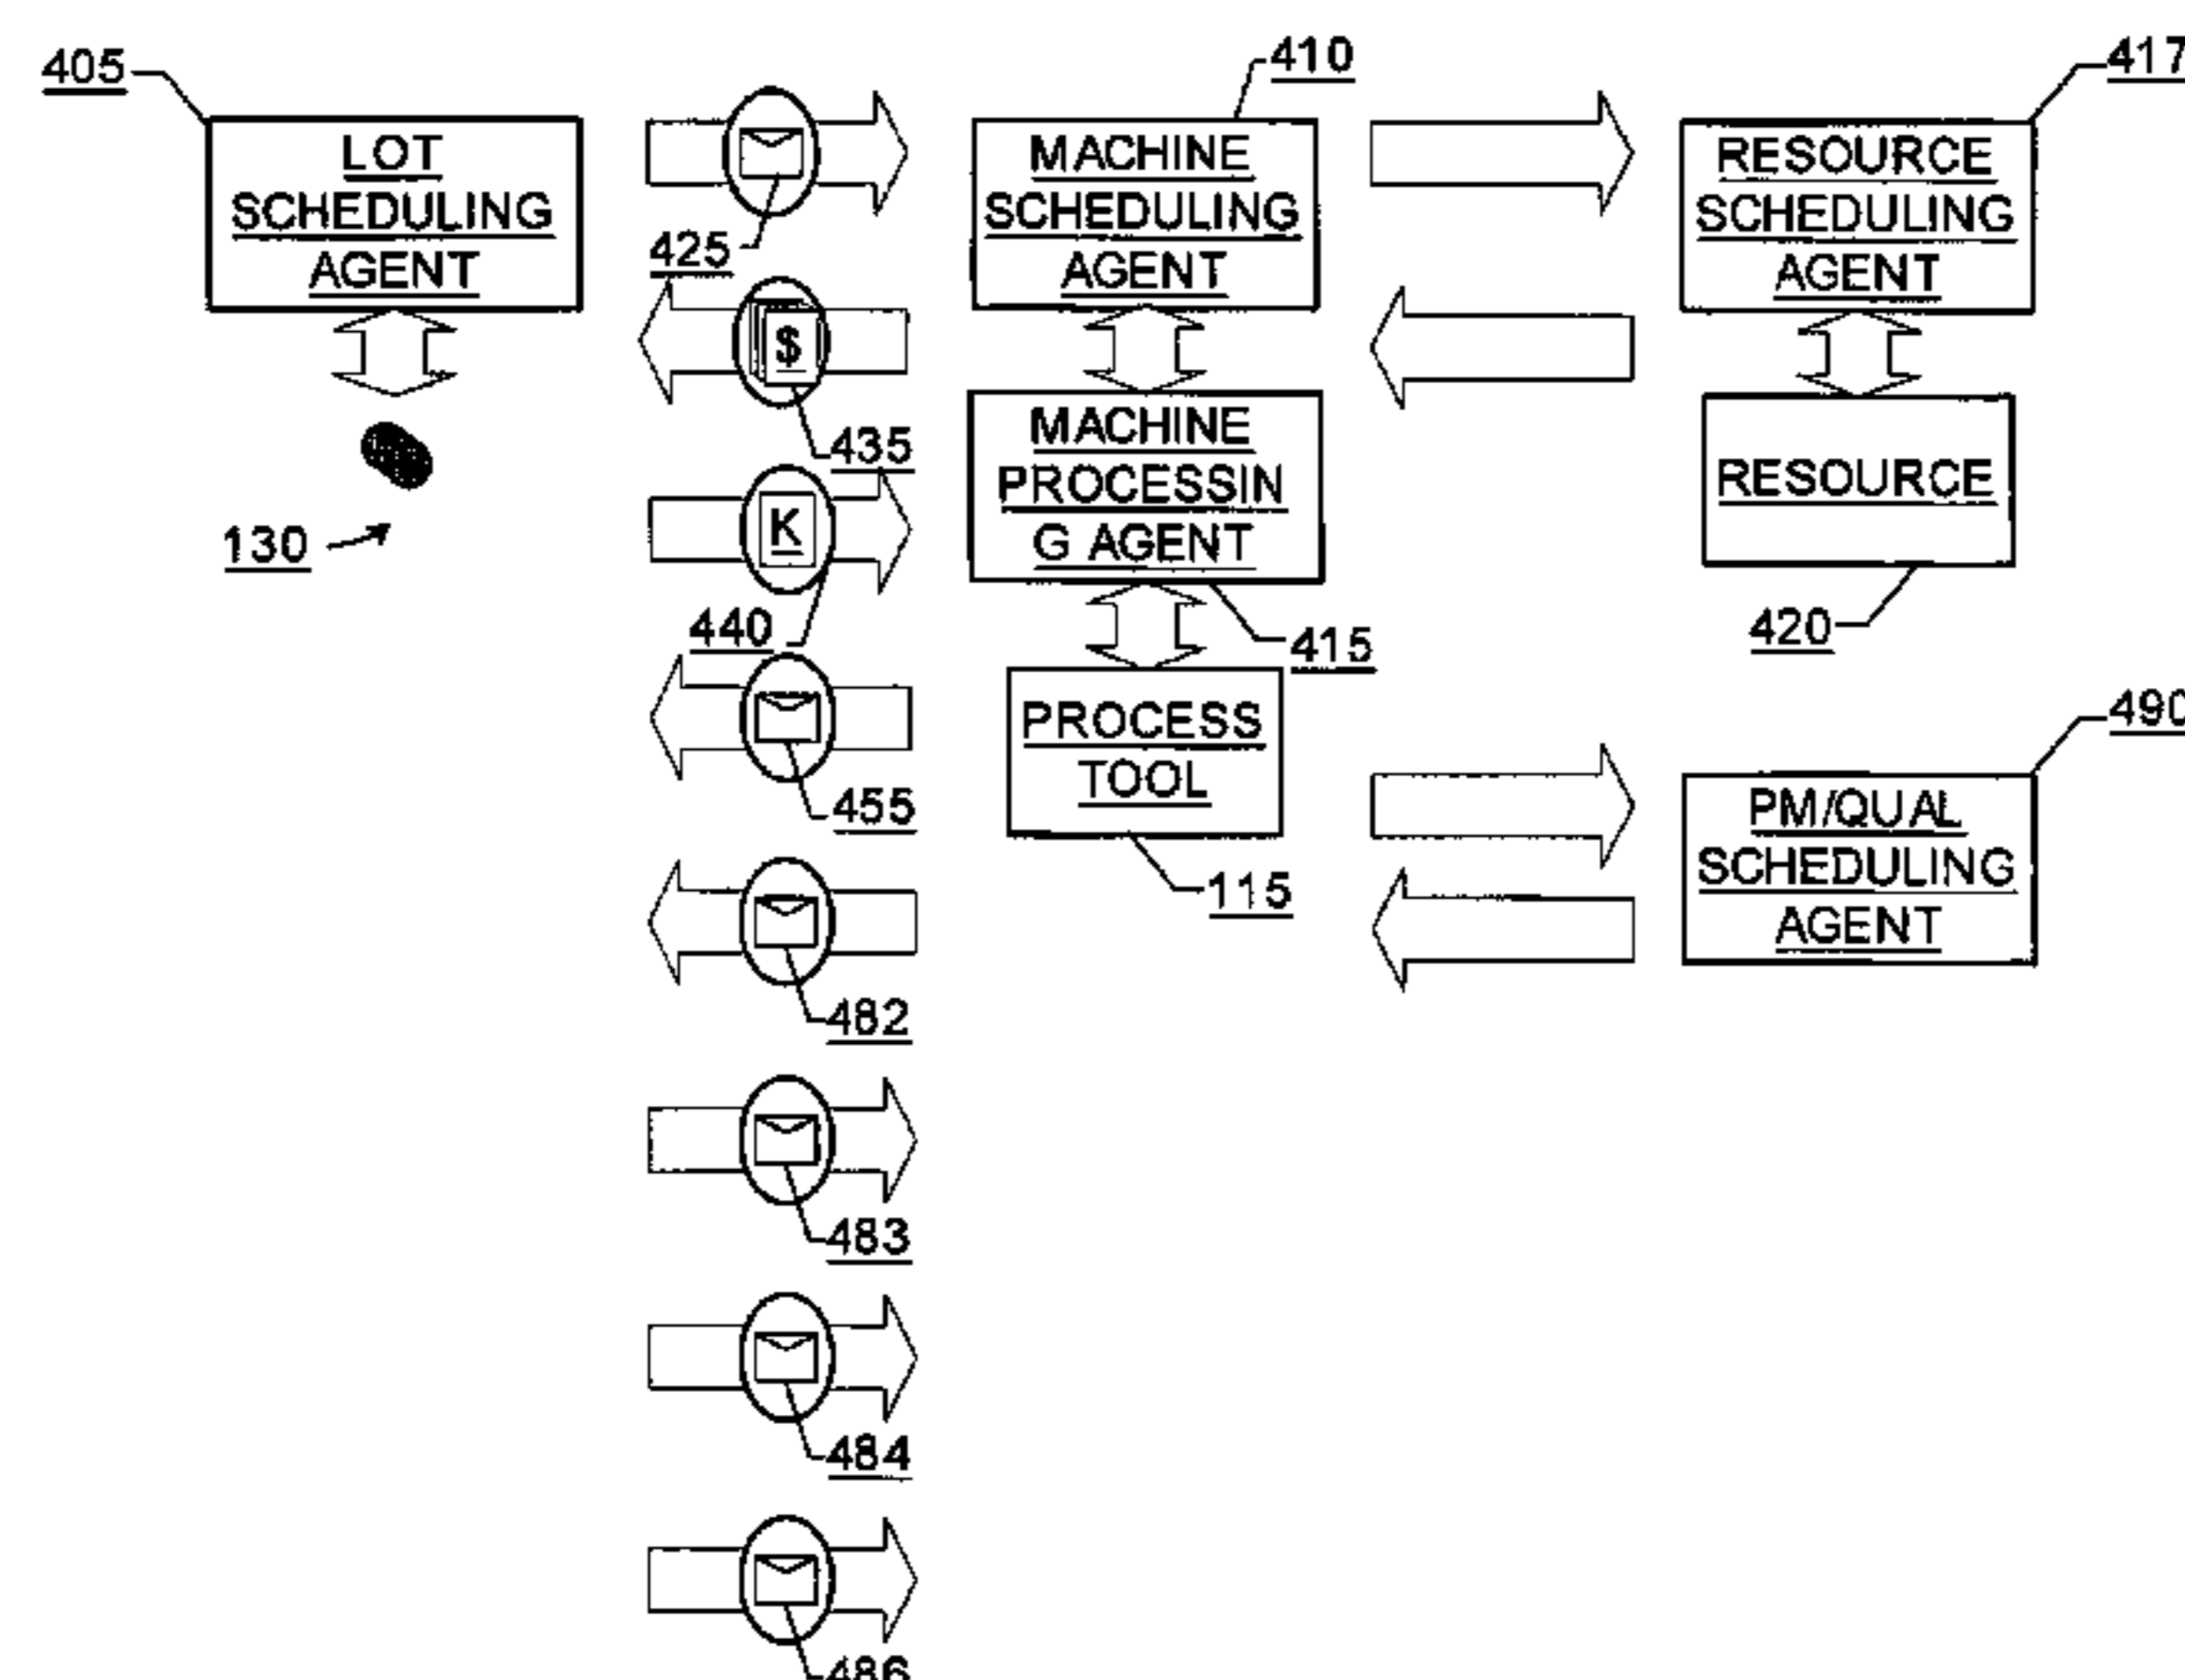 405
LOT
SCHEDULING
AGENT
130
425
$
435
K
440
455
482
483
484
486
410
MACHINE
SCHEDULING
AGENT
MACHINE
PROCESSIN
G AGENT
415
PROCESS
TOOL
115
417
RESOURCE
SCHEDULING
AGENT
RESOURCE
420
490
PM/QUAL
SCHEDULING
AGENT